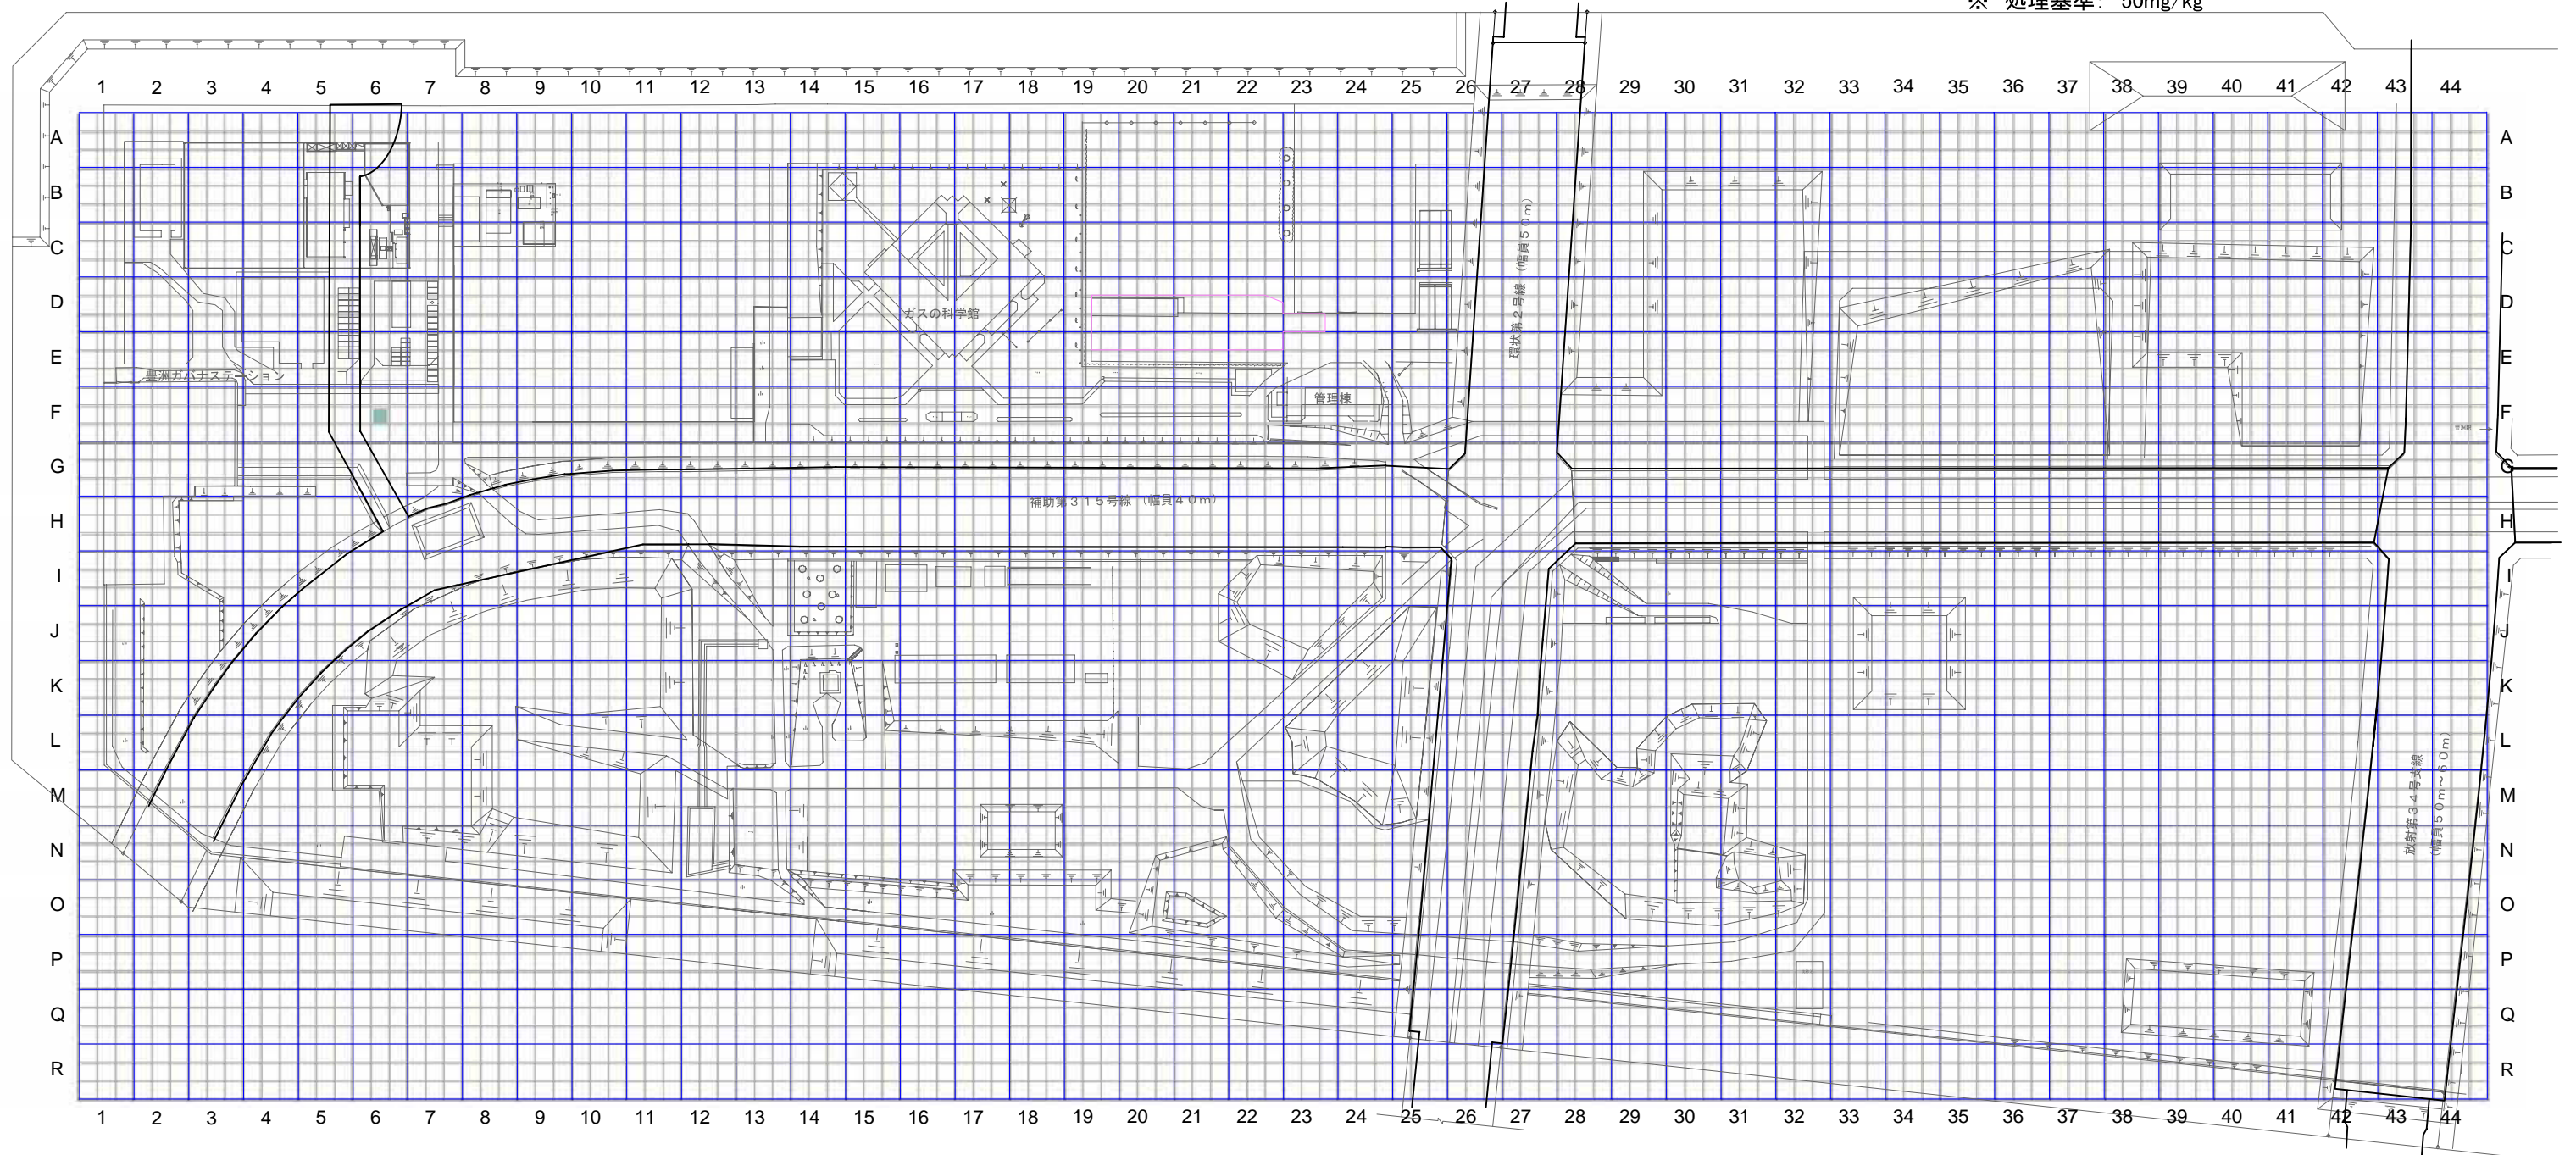 ※ 処理基準: 50mg/kg
1 2 3 4 5 6 7 8 9 10 11 12 13 14 15 16 17 18 19 20 21 22 23 24 25 26 27 28 29 30 31 32 33 34 35 36 37 38 39 40 41 42 43 44
A A
B B
C C
D D
E E
F F
G G
H H
I I
J J
K K
L L
M M
N N
O O
P P
Q Q
R R
1 2 3 4 5 6 7 8 9 10 11 12 13 14 15 16 17 18 19 20 21 22 23 24 25 26 27 28 29 30 31 32 33 34 35 36 37 38 39 40 41 42 43 44
環状第2号線（幅員50m）
ガスの科学館
豊洲ガバナステーション
管理棟
補助第315号線（幅員40m）
放射第34号支線
（幅員50m～60m）